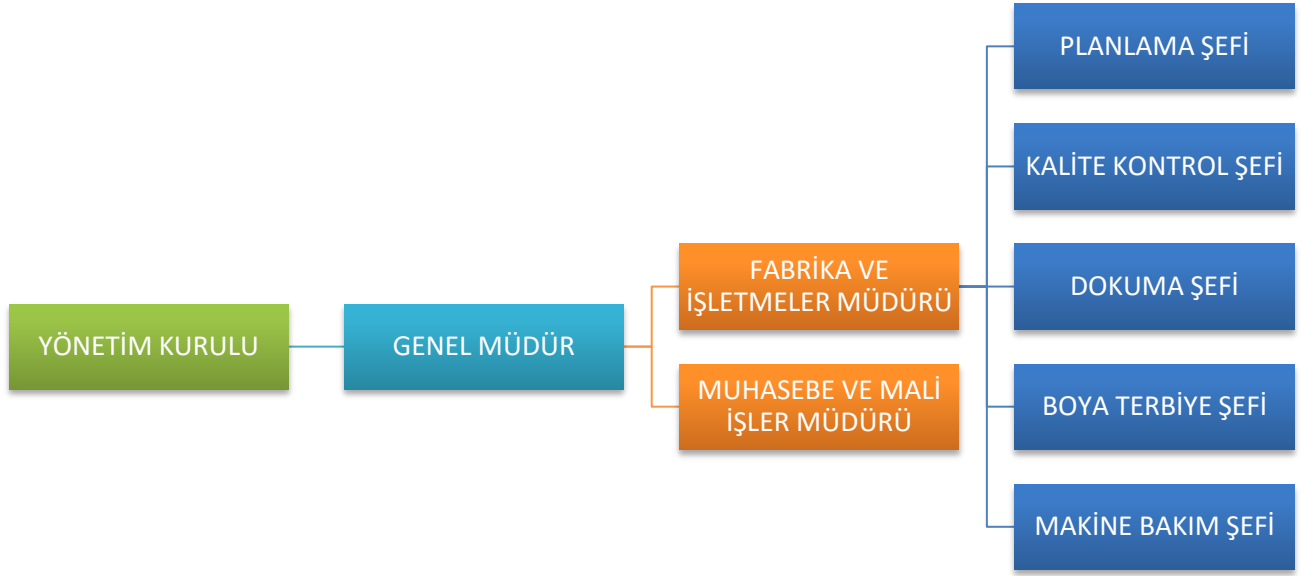 YÖNETİM KURULU
GENEL MÜDÜR
FABRİKA VE
İŞLETMELER MÜDÜRÜ
MUHASEBE VE MALİ
İŞLER MÜDÜRÜ
PLANLAMA ŞEFİ
KALİTE KONTROL ŞEFİ
DOKUMA ŞEFİ
BOYA TERBİYE ŞEFİ
MAKİNE BAKIM ŞEFİ